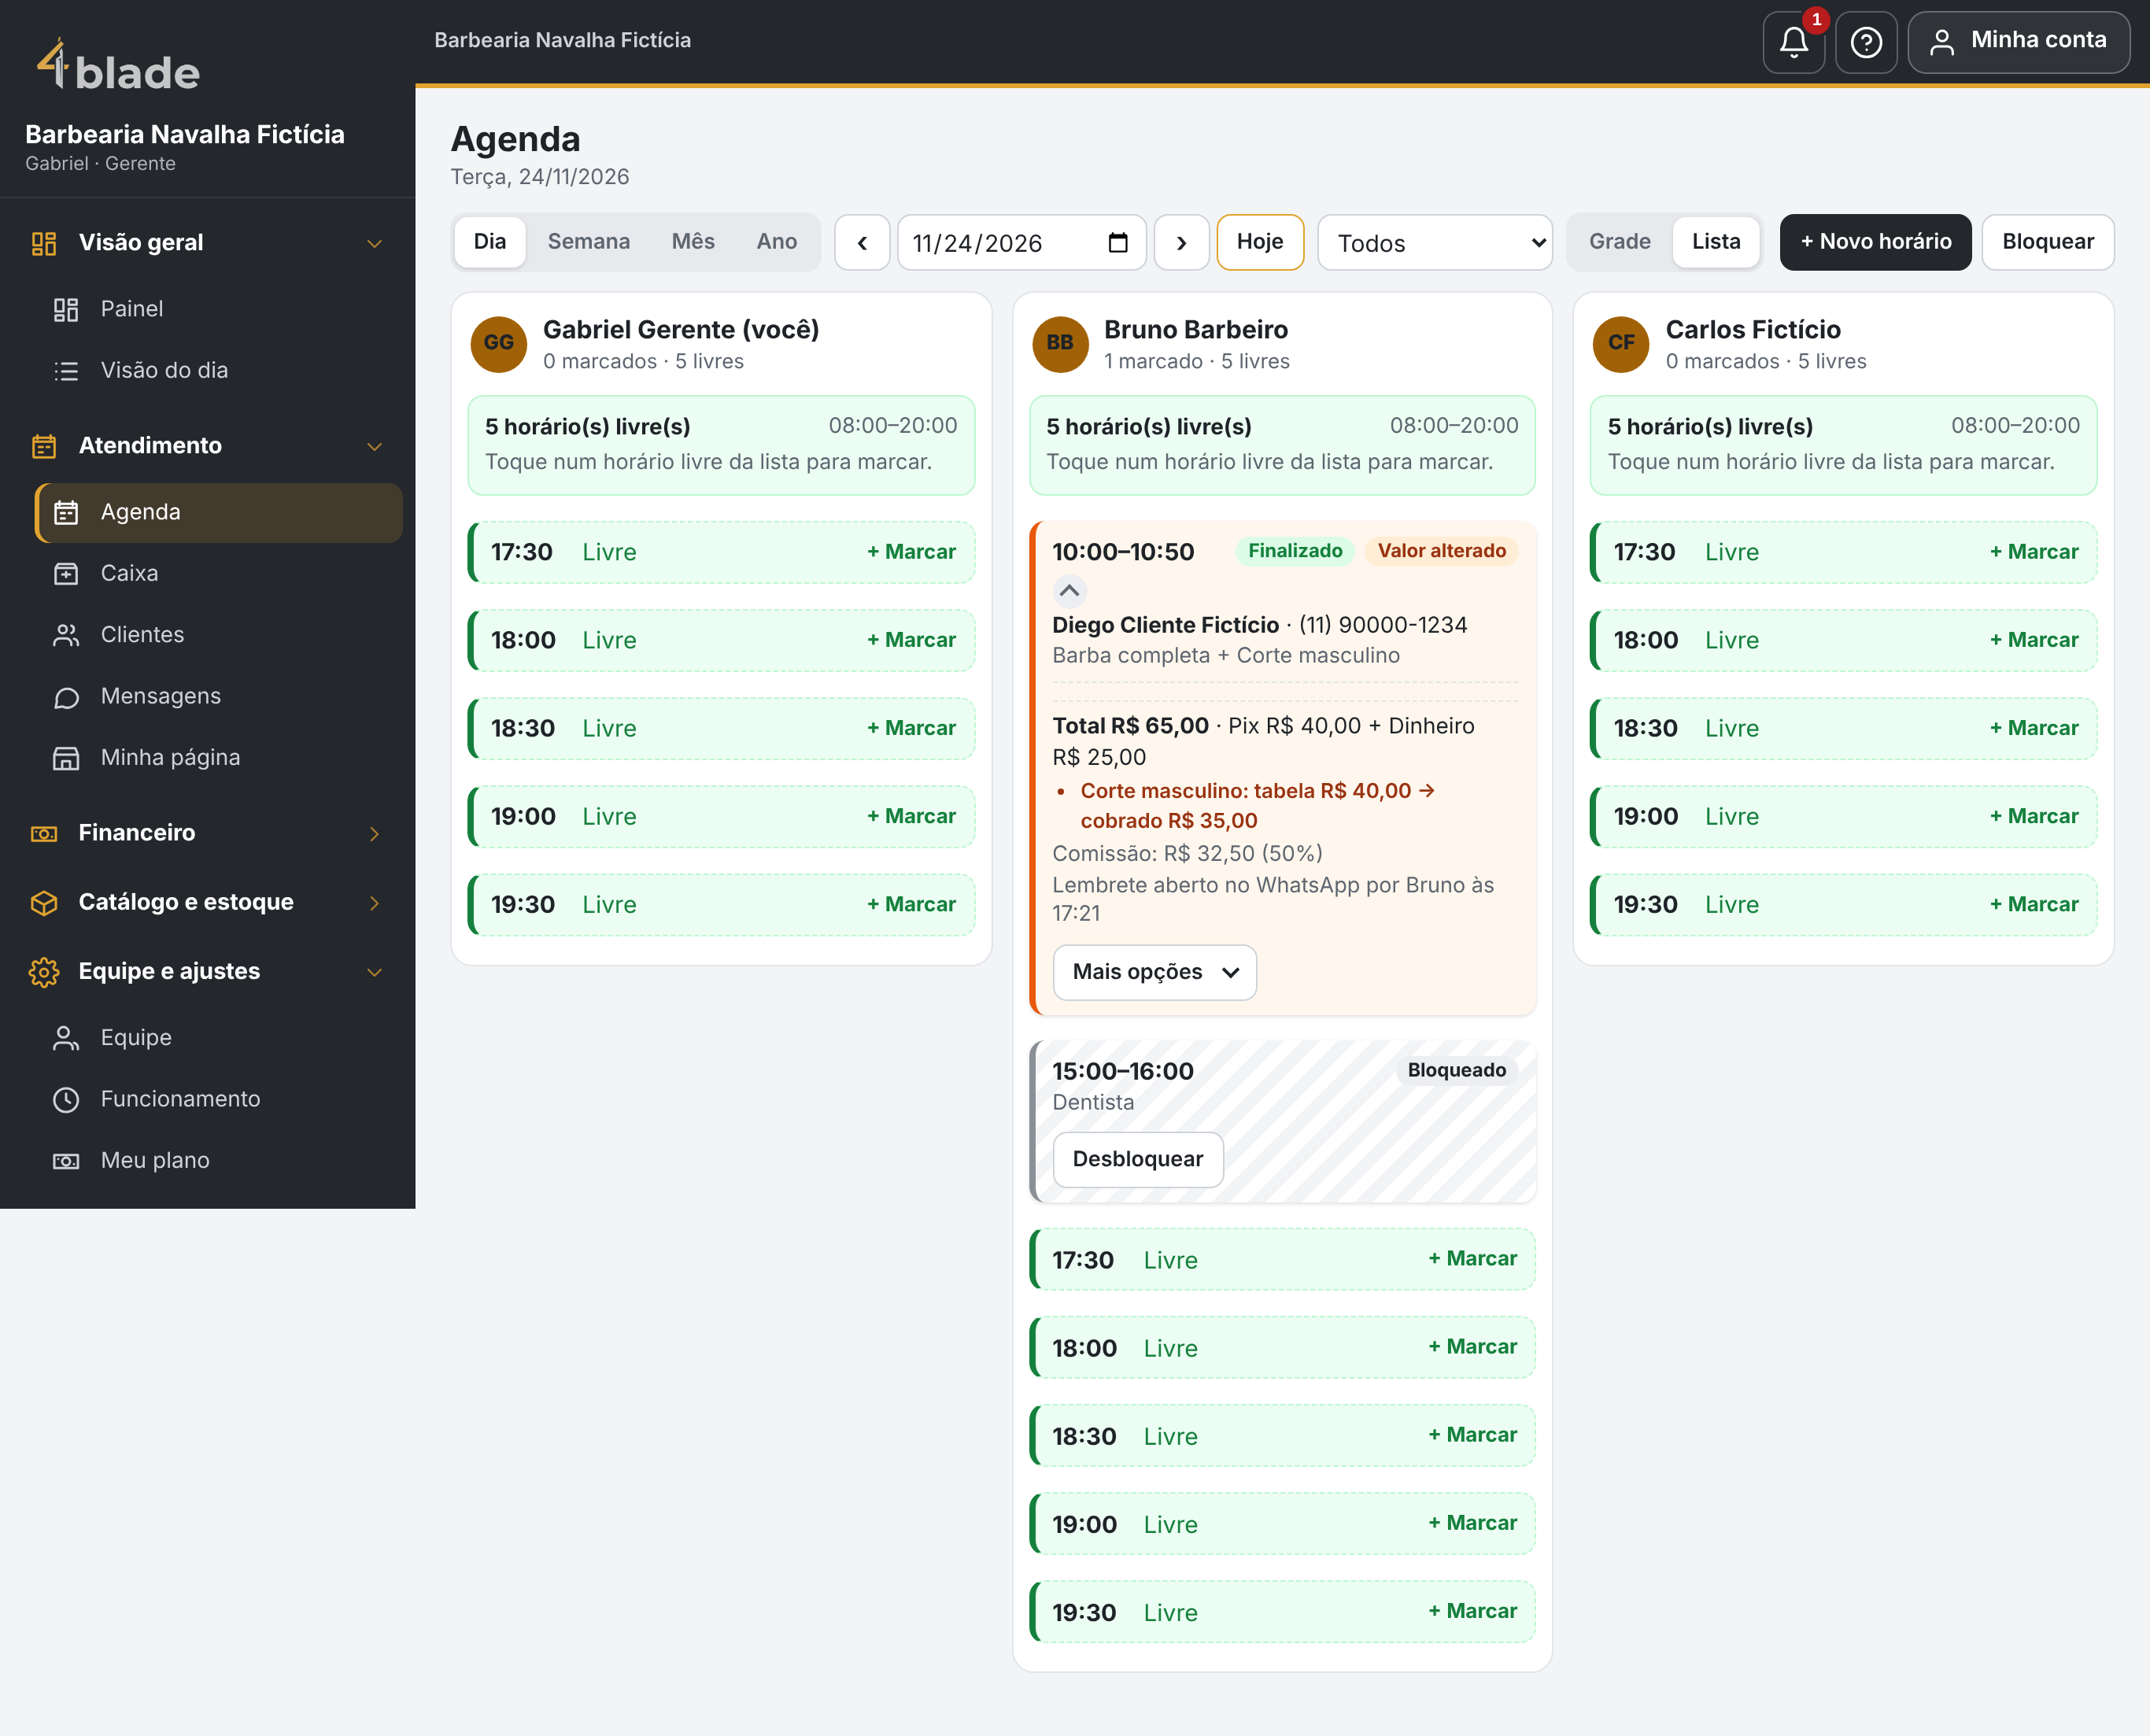 4blade
Barbearia Navalha Fictícia
Gabriel · Gerente
Visão geral
Painel
Visão do dia
Atendimento
Agenda
Caixa
Clientes
Mensagens
Minha página
Financeiro
Catálogo e estoque
Equipe e ajustes
Equipe
Funcionamento
Meu plano
Barbearia Navalha Fictícia
1
Minha conta
Agenda
Terça, 24/11/2026
Dia Semana Mês Ano
11/24/2026
Hoje
Todos
Grade Lista
+ Novo horário
Bloquear
GG
Gabriel Gerente (você)
0 marcados · 5 livres
5 horário(s) livre(s) 08:00–20:00
Toque num horário livre da lista para marcar.
17:30 Livre + Marcar
18:00 Livre + Marcar
18:30 Livre + Marcar
19:00 Livre + Marcar
19:30 Livre + Marcar
BB
Bruno Barbeiro
1 marcado · 5 livres
5 horário(s) livre(s) 08:00–20:00
Toque num horário livre da lista para marcar.
10:00–10:50 Finalizado Valor alterado
Diego Cliente Fictício · (11) 90000-1234
Barba completa + Corte masculino
Total R$ 65,00 · Pix R$ 40,00 + Dinheiro
R$ 25,00
• Corte masculino: tabela R$ 40,00 →
cobrado R$ 35,00
Comissão: R$ 32,50 (50%)
Lembrete aberto no WhatsApp por Bruno às
17:21
Mais opções
15:00–16:00 Bloqueado
Dentista
Desbloquear
17:30 Livre + Marcar
18:00 Livre + Marcar
18:30 Livre + Marcar
19:00 Livre + Marcar
19:30 Livre + Marcar
CF
Carlos Fictício
0 marcados · 5 livres
5 horário(s) livre(s) 08:00–20:00
Toque num horário livre da lista para marcar.
17:30 Livre + Marcar
18:00 Livre + Marcar
18:30 Livre + Marcar
19:00 Livre + Marcar
19:30 Livre + Marcar